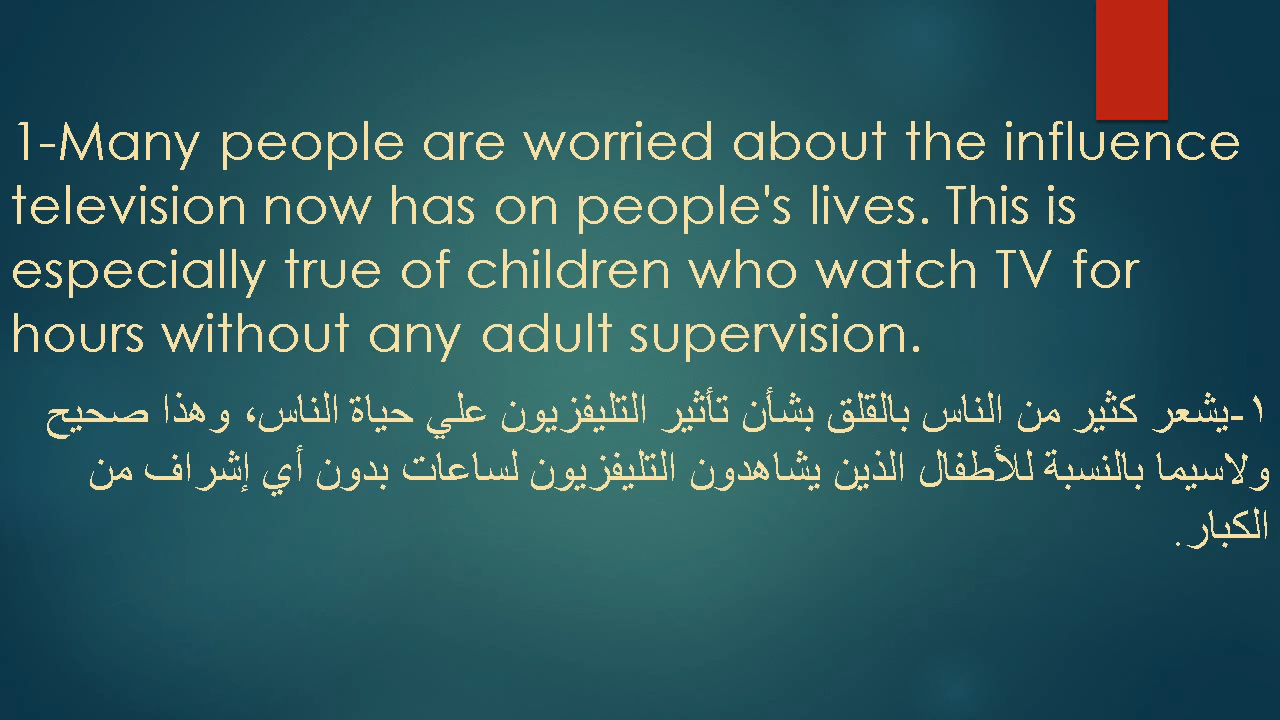 1-Many people are worried about the influence
television now has on people's lives. This is
especially true of children who watch TV for
hours without any adult supervision.
١-يشعر كثير من الناس بالقلق بشأن تأثير التليفزيون علي حياة الناس، وهذا صحيح
ولاسيما بالنسبة للأطفال الذين يشاهدون التليفزيون لساعات بدون أي إشراف من
الكبار.